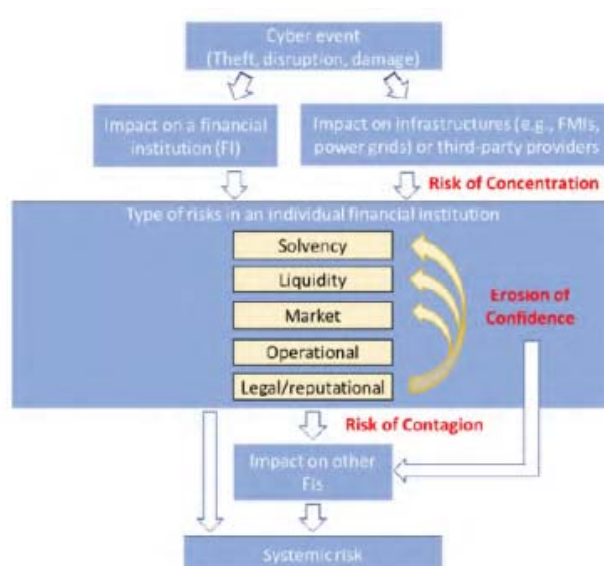 Cyber event
(Theft, disruption, damage)
Impact on a financial
institution (FI)
Impact on infrastructures (e.g., FMIs,
power grids) or third-party providers
Risk of Concentration
Type of risks in an individual financial institution
Solvency
Liquidity
Market
Operational
Legal/reputational
Erosion of
Confidence
Risk of Contagion
Impact on other
FIs
Systemic risk